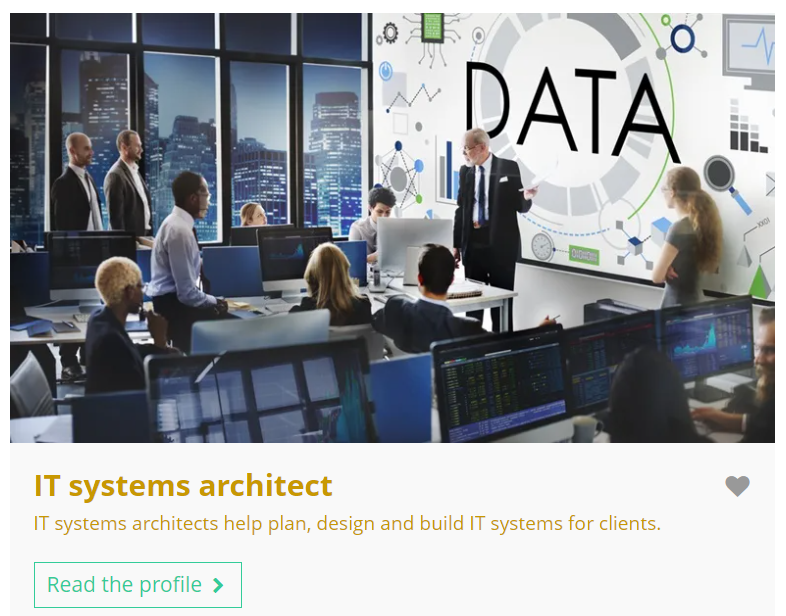 DATA
IT systems architect
IT systems architects help plan, design and build IT systems for clients.
Read the profile